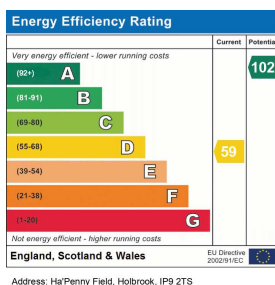 Energy Efficiency Rating
Current Potential
Very energy efficient - lower running costs
(92+) A 102
(81-91) B
(69-80) C
(55-68) D 59
(39-54) E
(21-38) F
(1-20) G
Not energy efficient - higher running costs
England, Scotland & Wales EU Directive
2002/91/EC
Address: Ha'Penny Field, Holbrook, IP9 2TS